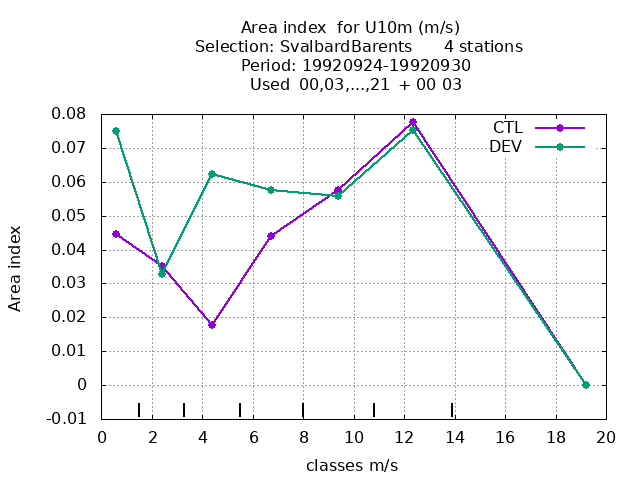 Area index  for U10m (m/s)
Selection: SvalbardBarents      4 stations
Period: 19920924-19920930
Used  00,03,...,21  + 00 03
CTL
DEV
0.08
0.07
0.06
0.05
0.04
0.03
0.02
0.01
0
-0.01
Area index
0 2 4 6 8 10 12 14 16 18 20
classes m/s